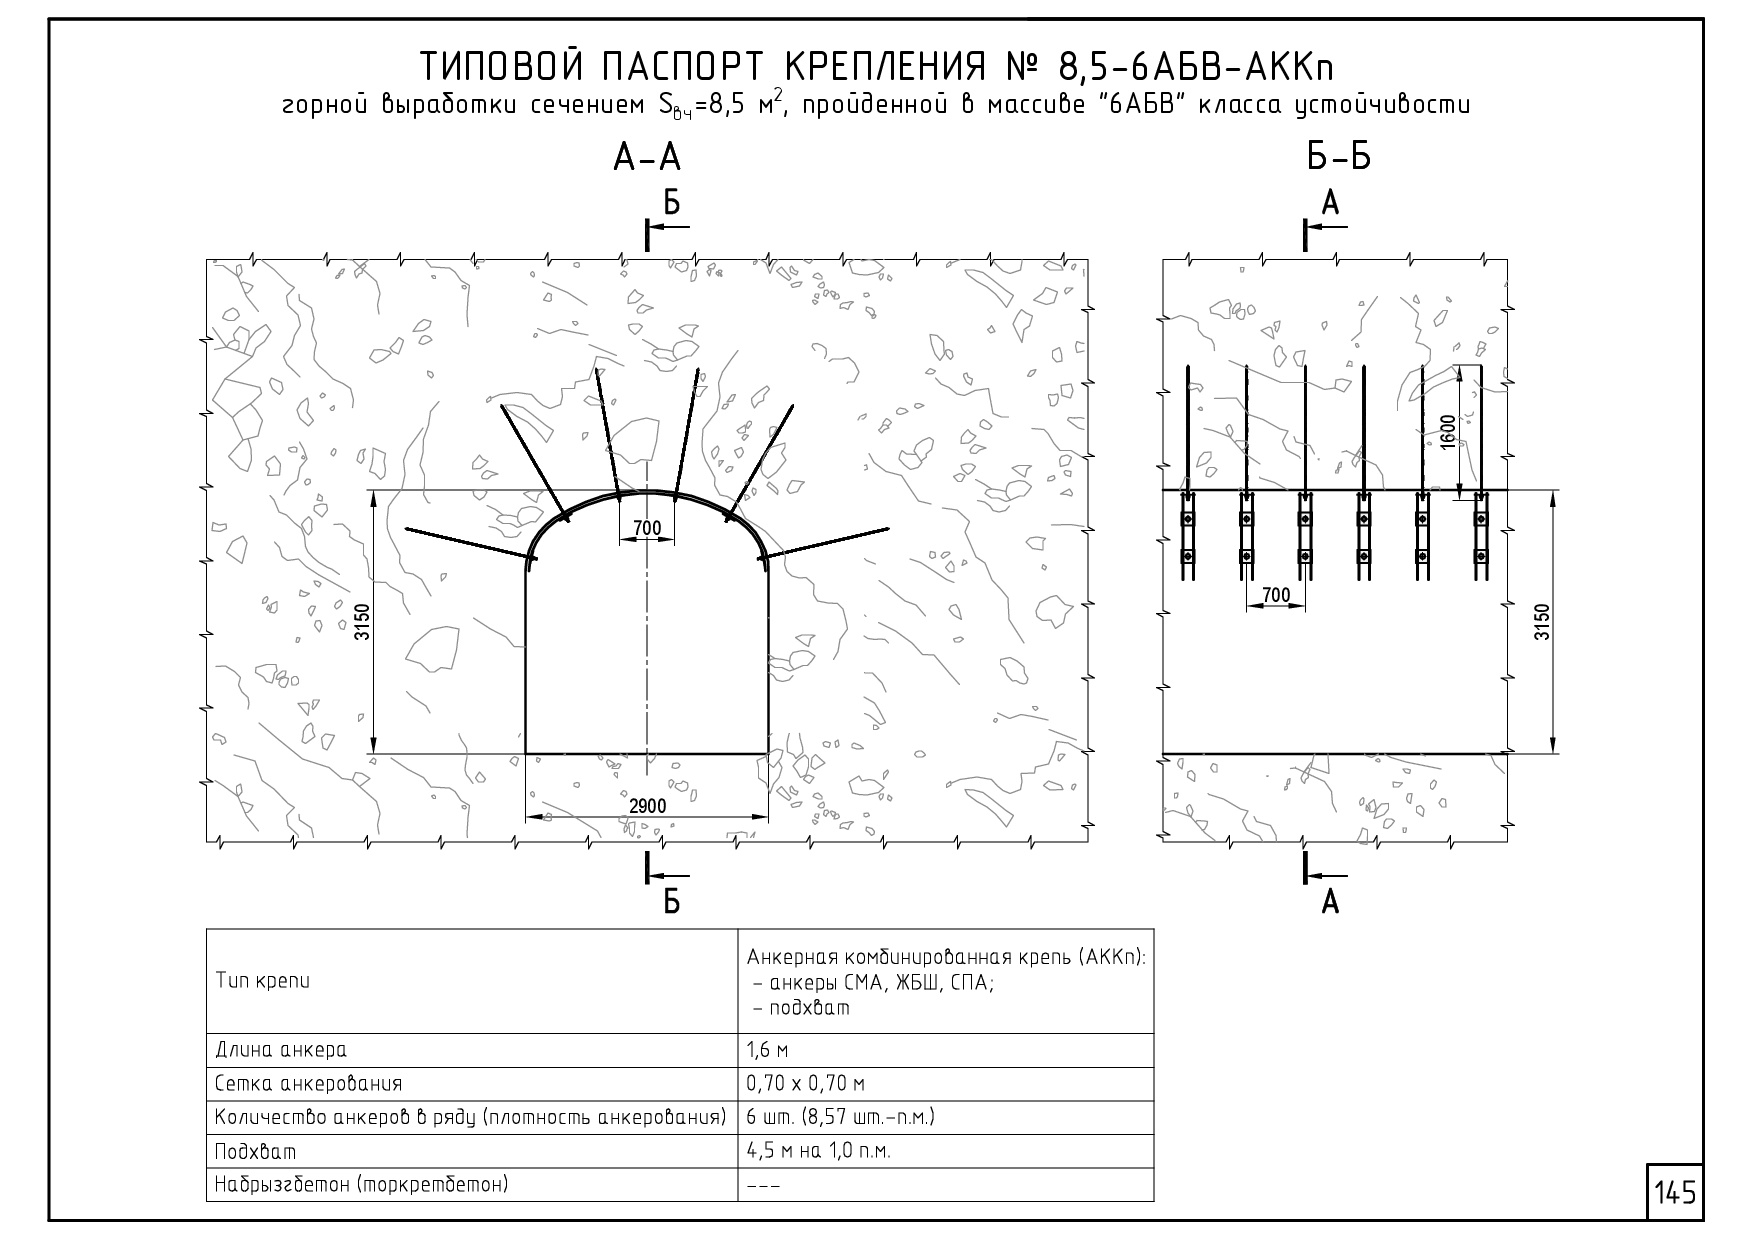 ТИПОВОЙ ПАСПОРТ КРЕПЛЕНИЯ № 8,5-6АБВ-АККп
горной выработки сечением Sвч=8,5 м², пройденной в массиве "6АБВ" класса устойчивости
А-А
Б-Б
Б
А
700
3150
2900
1600
700
3150
Б
А
Тип крепи
Анкерная комбинированная крепь (АККп):
- анкеры СМА, ЖБШ, СПА;
- подхват
Длина анкера
1,6 м
Сетка анкерования
0,70 х 0,70 м
Количество анкеров в ряду (плотность анкерования)
6 шт. (8,57 шт.-п.м.)
Подхват
4,5 м на 1,0 п.м.
Набрызгбетон (торкретбетон)
---
145